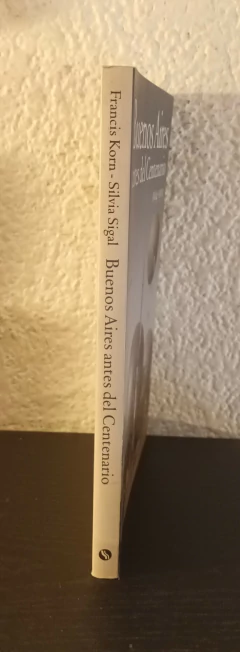 Francis Korn - Silvia Sigal Buenos Aires antes del Centenario
Buenos Aires
del Centenario